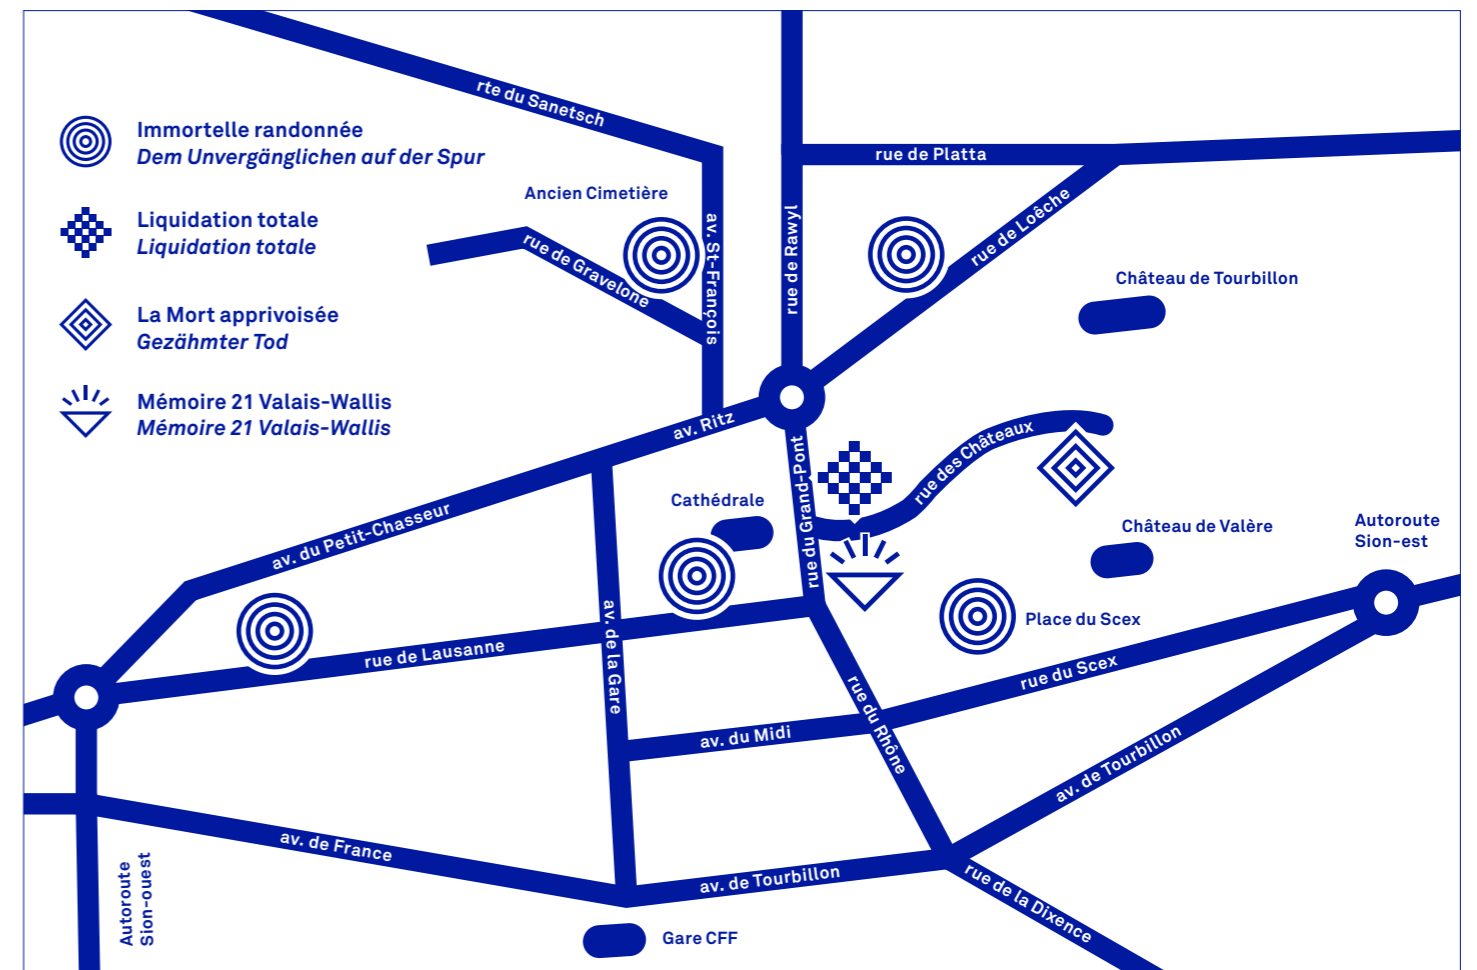 rte du Sanetsch
Immortelle randonnée
Dem Unvergänglichen auf der Spur
rue de Platta
Ancien Cimetière
Liquidation totale
Liquidation totale
av. St-François
rue de Rawyl
rue de Loêche
rue de Gravelone
Château de Tourbillon
La Mort apprivoisée
Gezähmter Tod
Mémoire 21 Valais-Wallis
Mémoire 21 Valais-Wallis
av. Ritz
rue du Grand-Pont
rue des Châteaux
Cathédrale
av. du Petit-Chasseur
Château de Valère
Autoroute
Sion-est
Place du Scex
rue de Lausanne
av. de la Gare
rue du Scex
rue du Rhône
av. du Midi
av. de Tourbillon
av. de France
Autoroute
Sion-ouest
av. de Tourbillon
rue de la Dixence
Gare CFF